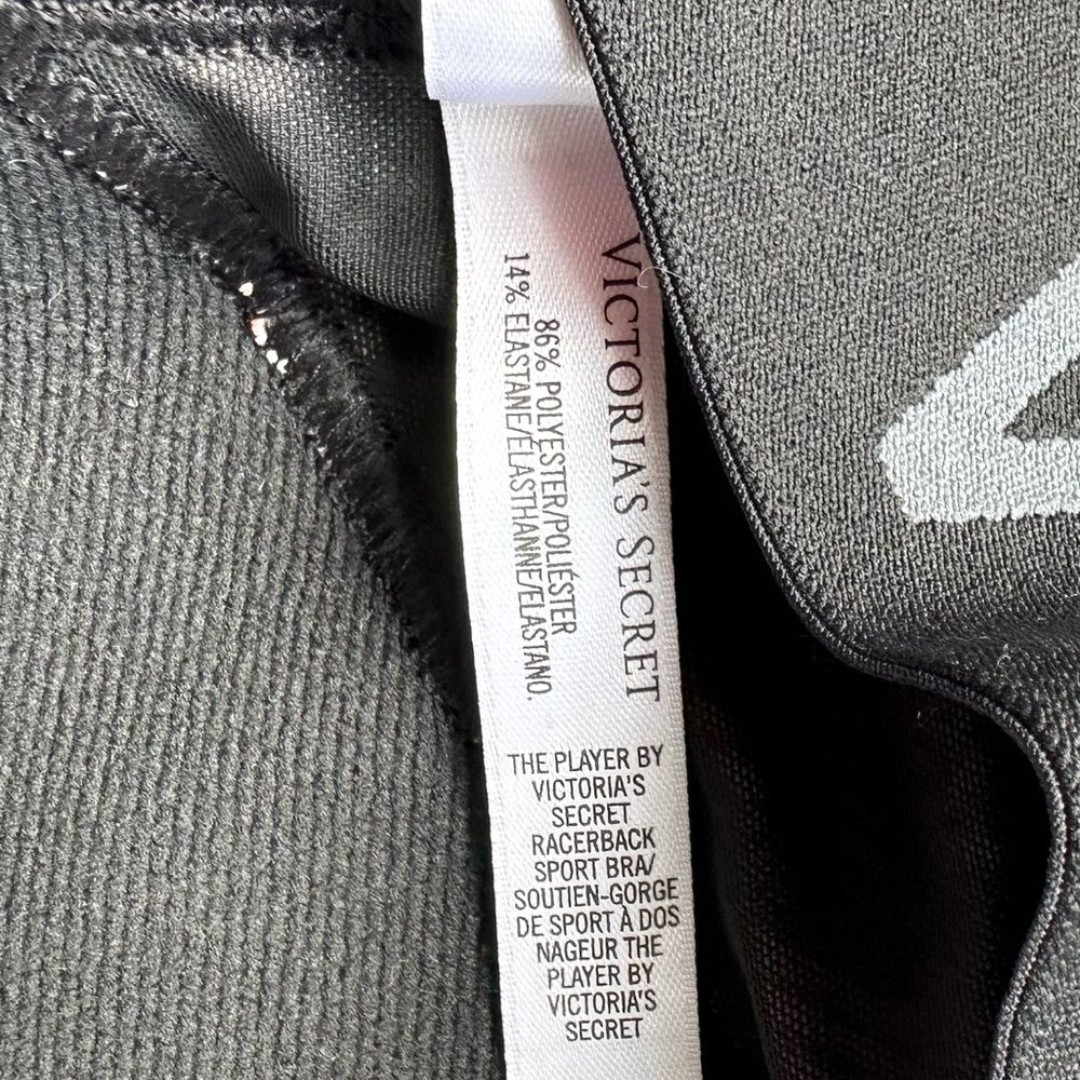 VICTORIA'S SECRET
86% POLYESTER/POLIÉSTER
14% ELASTANE/ÉLASTHANNE/ELASTANO.
THE PLAYER BY
VICTORIA'S
SECRET
RACERBACK
SPORT BRA/
SOUTIEN-GORGE
DE SPORT À DOS
NAGEUR THE
PLAYER BY
VICTORIA'S
SECRET